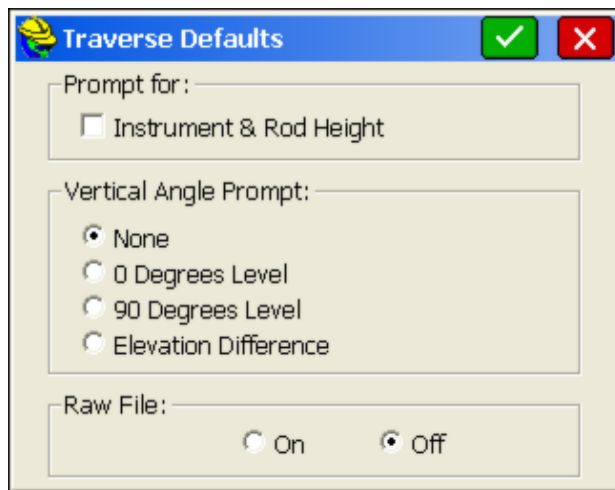 Traverse Defaults
Prompt for:
Instrument & Rod Height
Vertical Angle Prompt:
None
0 Degrees Level
90 Degrees Level
Elevation Difference
Raw File:
On Off